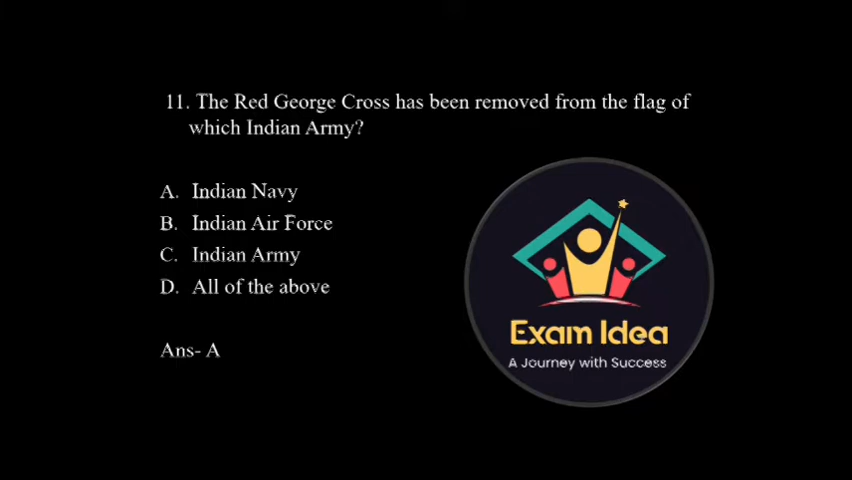 11. The Red George Cross has been removed from the flag of
which Indian Army?
A. Indian Navy
B. Indian Air Force
C. Indian Army
D. All of the above
Ans- A
Exam Idea
A Journey with Success